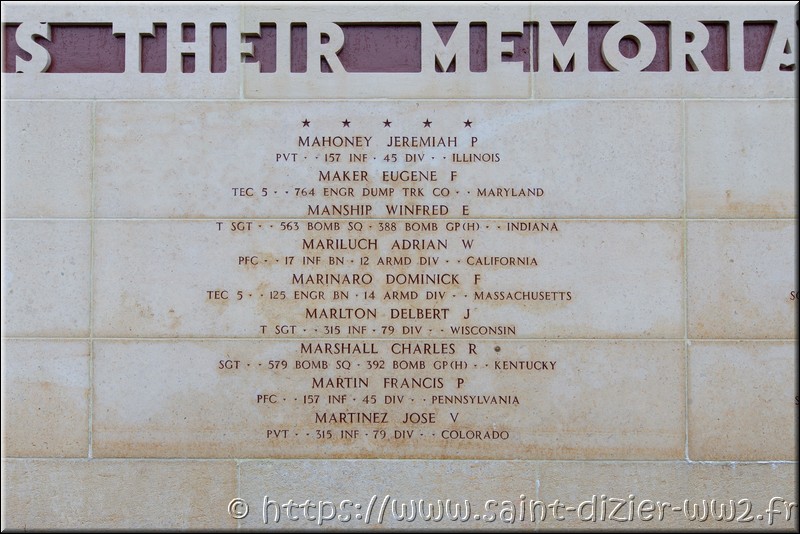 S THEIR MEMORIA
★ ★ ★ ★ ★
MAHONEY JEREMIAH P
PVT · · 157 INF · 45 DIV · · ILLINOIS
MAKER EUGENE F
TEC 5 · · 764 ENGR DUMP TRK CO · · MARYLAND
MANSHIP WINFRED E
T SGT · · 563 BOMB SQ · 388 BOMB GP(H) · · INDIANA
MARILUCH ADRIAN W
PFC · · 17 INF BN · 12 ARMD DIV · · CALIFORNIA
MARINARO DOMINICK F
TEC 5 · · 125 ENGR BN · 14 ARMD DIV · · MASSACHUSETTS
MARLTON DELBERT J
T SGT · · 315 INF · 79 DIV · · WISCONSIN
MARSHALL CHARLES R
SGT · · 579 BOMB SQ · 392 BOMB GP(H) · · KENTUCKY
MARTIN FRANCIS P
PFC · · 157 INF · 45 DIV · · PENNSYLVANIA
MARTINEZ JOSE V
PVT · · 315 INF · 79 DIV · · COLORADO
© https://www.saint-dizier-ww2.fr